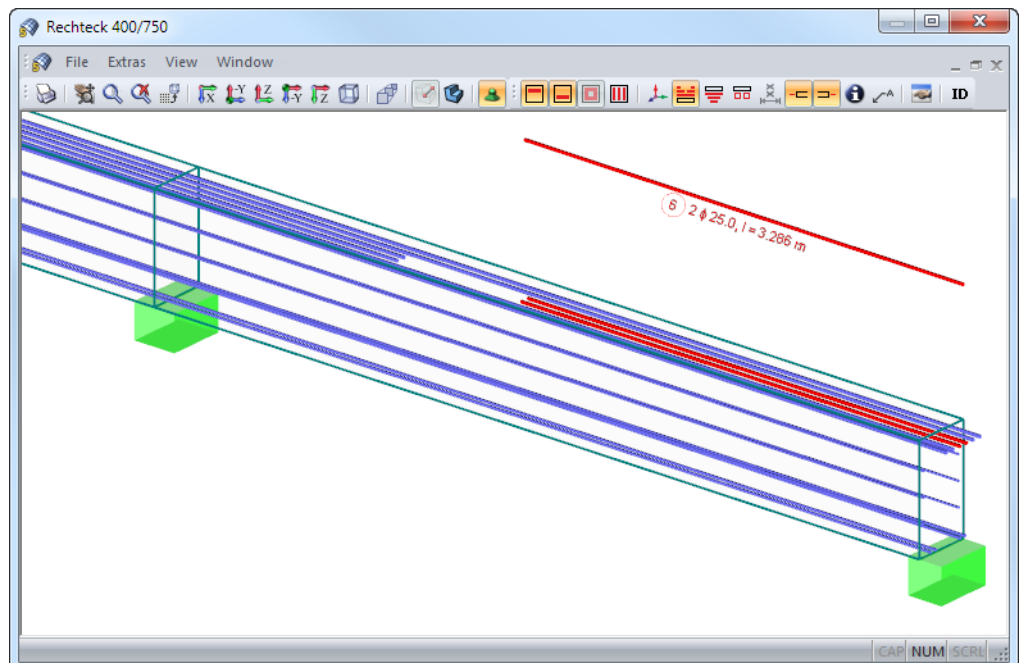 Rechteck 400/750
File Extras View Window
X Y Z -Y Z ID
6 2 ϕ 25.0, l = 3.286 m
CAP NUM SCRL